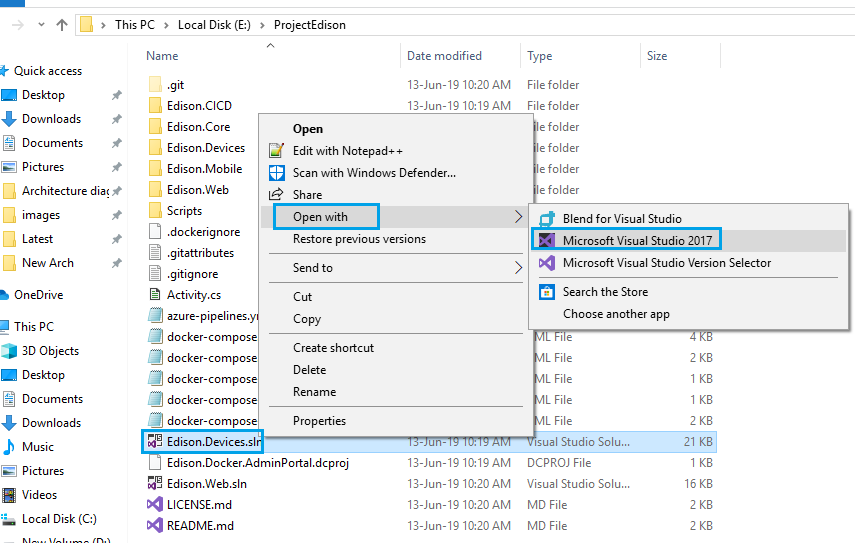 This PC > Local Disk (E:) > ProjectEdison
Name Date modified Type Size
Quick access
Desktop
Downloads
Documents
Pictures
Architecture dia
images
Latest
New Arch
OneDrive
This PC
3D Objects
Desktop
Documents
Downloads
Music
Pictures
Videos
Local Disk (C:)
New Volume (D:)
.git 13-Jun-19 10:20 AM File folder
Edison.CICD 13-Jun-19 10:19 AM File folder
Edison.Core
Edison.Devices
Edison.Mobile
Edison.Web
Scripts
.dockerignore
.gitattributes
.gitignore
Activity.cs
azure-pipelines.y
docker-compose ML File 4 KB
docker-compose ML File 2 KB
docker-compose ML File 1 KB
docker-compose ML File 1 KB
docker-compose ML File 2 KB
Edison.Devices.sln 13-Jun-19 10:19 AM Visual Studio Solu... 21 KB
Edison.Docker.AdminPortal.dcproj 13-Jun-19 10:19 AM DCPROJ File 1 KB
Edison.Web.sln 13-Jun-19 10:20 AM Visual Studio Solu... 16 KB
LICENSE.md 13-Jun-19 10:20 AM MD File 2 KB
README.md 13-Jun-19 10:20 AM MD File 2 KB
Open
Edit with Notepad++
Scan with Windows Defender...
Share
Open with
Restore previous versions
Send to
Cut
Copy
Create shortcut
Delete
Rename
Properties
Blend for Visual Studio
Microsoft Visual Studio 2017
Microsoft Visual Studio Version Selector
Search the Store
Choose another app